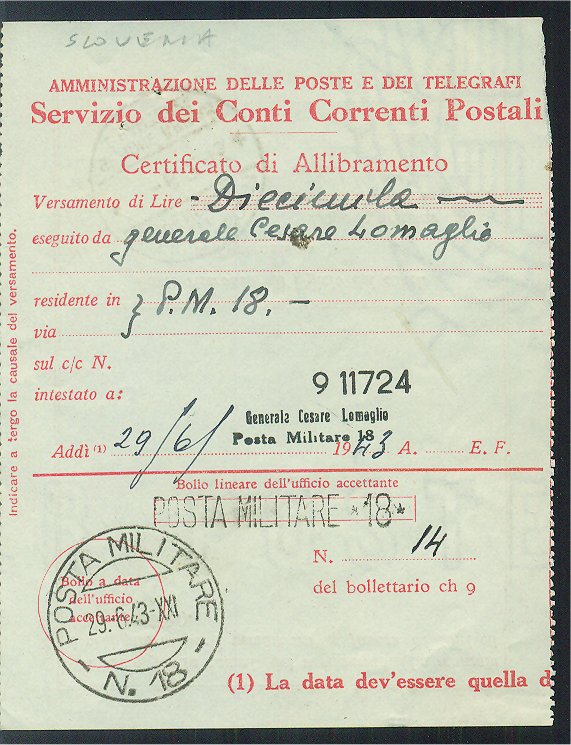 SLOVENIA
AMMINISTRAZIONE DELLE POSTE E DEI TELEGRAFI
Servizio dei Conti Correnti Postali
Certificato di Allibramento
Versamento di Lire - Diecimila
eseguito da generale Cesare Lomaglio
residente in } P.M. 18. -
via
sul c/c N.
intestato a:
9 11724
Generale Cesare Lomaglio
Posta Militare 18
Addì (1) 29/6/ 1943 A. E. F.
Bollo lineare dell'ufficio accettante
POSTA MILITARE *18*
N. 14
del bollettario ch 9
Bollo a data
dell'ufficio
accettante
POSTA MILITARE
29.6.43-XXI
N. 18
(1) La data dev'essere quella d
Indicare a tergo la causale del versamento.